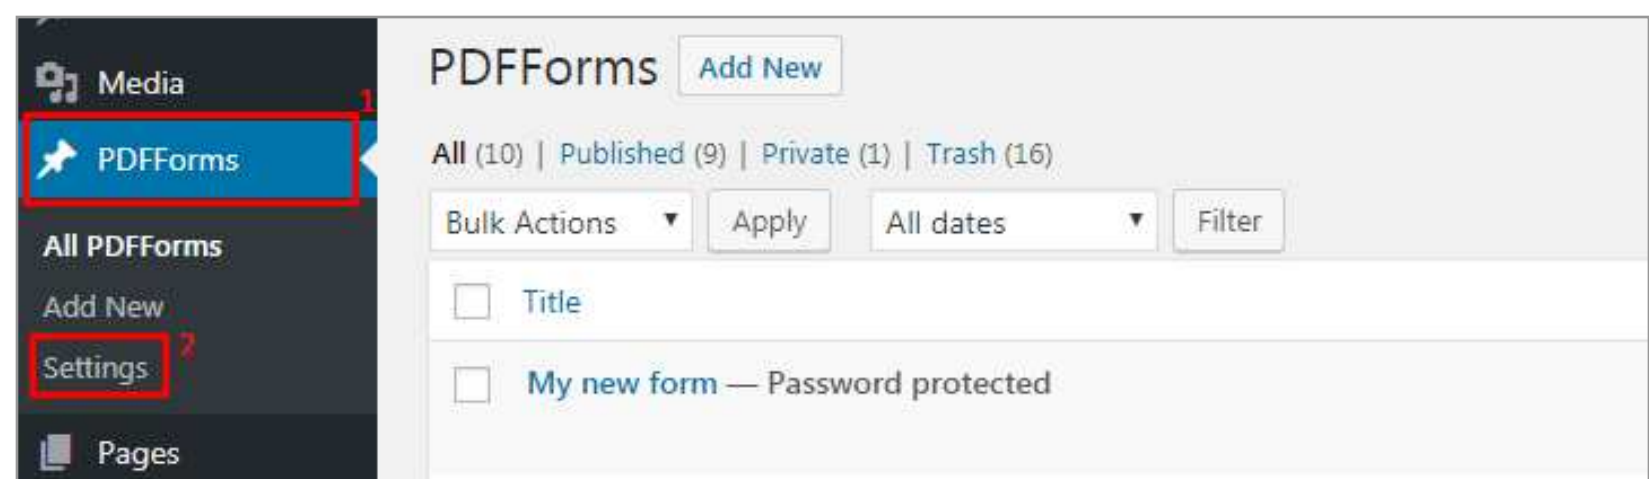 Media
1
PDFForms
All PDFForms
Add New
Settings
2
Pages
PDFForms Add New
All (10) | Published (9) | Private (1) | Trash (16)
Bulk Actions Apply All dates Filter
Title
My new form — Password protected